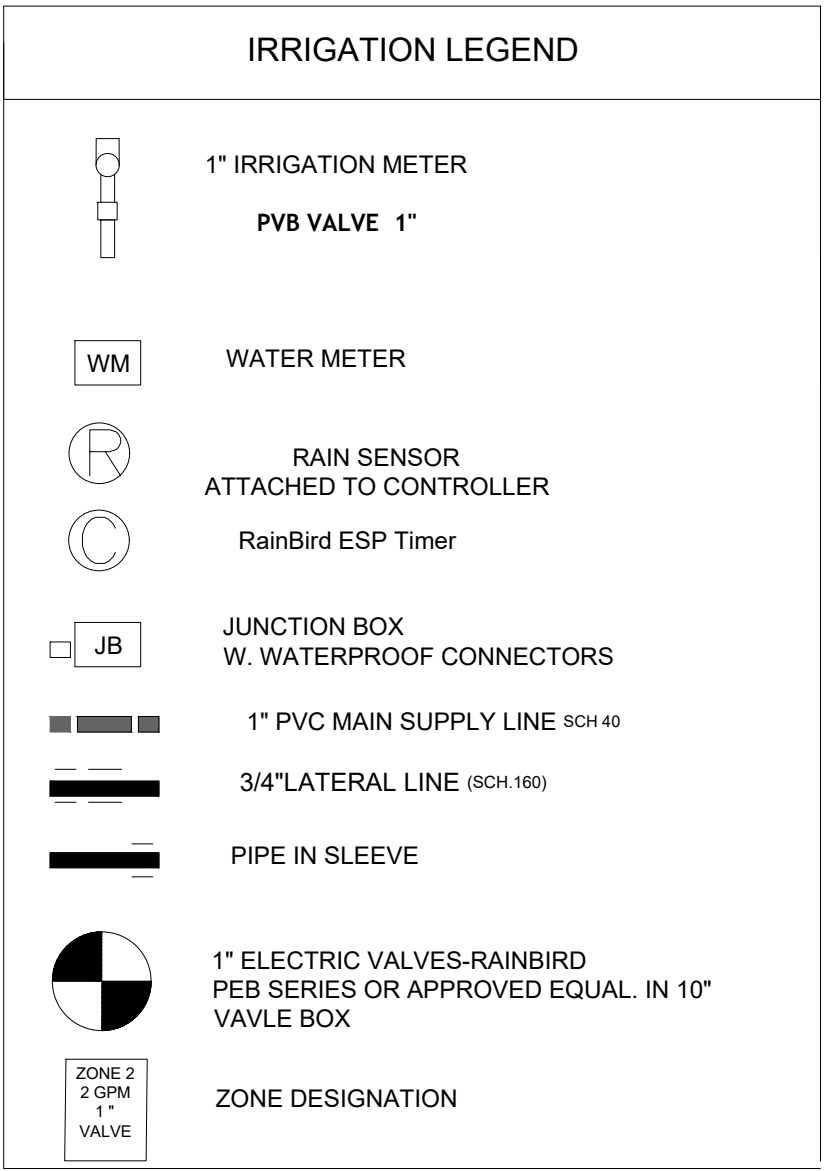 IRRIGATION LEGEND
1" IRRIGATION METER
PVB VALVE 1"
WM
WATER METER
R
RAIN SENSOR
ATTACHED TO CONTROLLER
C
RainBird ESP Timer
JB
JUNCTION BOX
W. WATERPROOF CONNECTORS
1" PVC MAIN SUPPLY LINE SCH 40
3/4"LATERAL LINE (SCH.160)
PIPE IN SLEEVE
1" ELECTRIC VALVES-RAINBIRD
PEB SERIES OR APPROVED EQUAL. IN 10"
VAVLE BOX
ZONE 2
2 GPM
1 "
VALVE
ZONE DESIGNATION